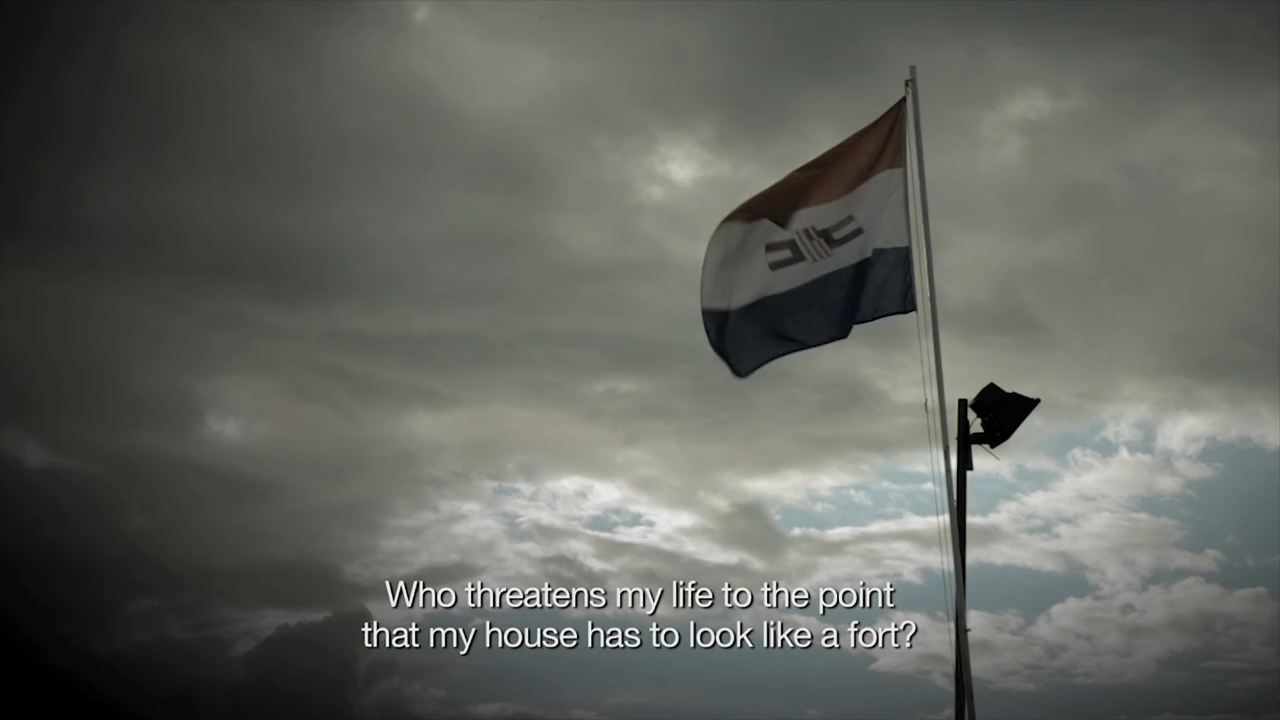 Who threatens my life to the point
that my house has to look like a fort?